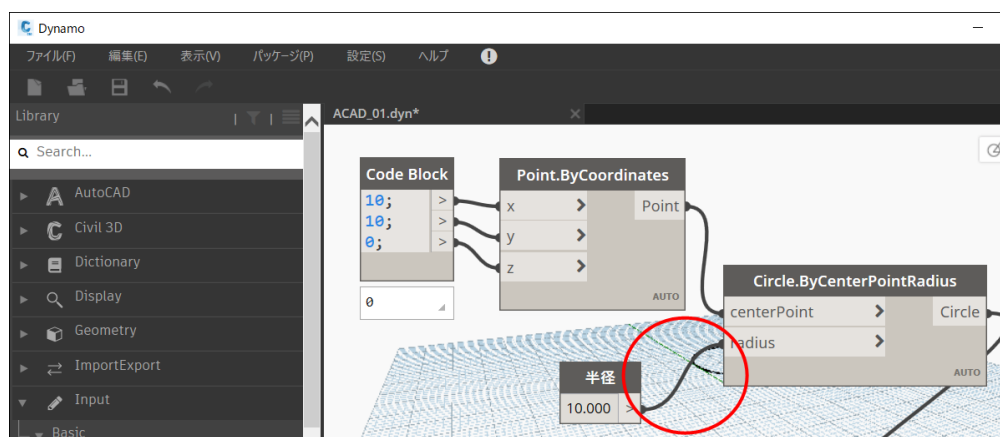 Dynamo
ファイル(F) 編集(E) 表示(V) パッケージ(P) 設定(S) ヘルプ
Library
ACAD_01.dyn*
Search...
AutoCAD
Civil 3D
Dictionary
Display
Geometry
ImportExport
Input
Basic
Code Block
10;
10;
0;
0
Point.ByCoordinates
x
y
z
Point
AUTO
半径
10.000
Circle.ByCenterPointRadius
centerPoint
radius
Circle
AUTO